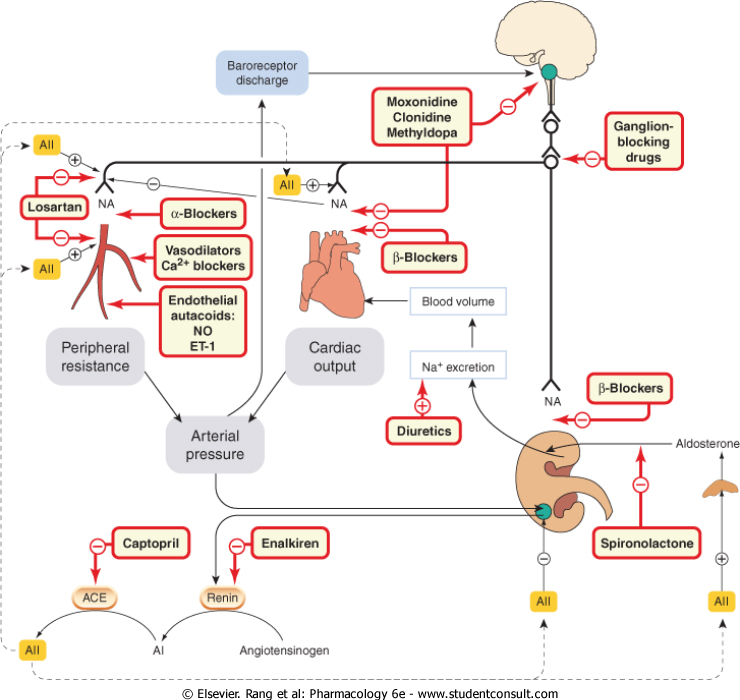 Baroreceptor
discharge
Moxonidine
Clonidine
Methyldopa
−
Ganglion-
blocking
drugs
−
AII
+
−
−
AII
+
NA
NA
Losartan
−
α-Blockers
−
−
−
AII
+
Vasodilators
Ca2+ blockers
β-Blockers
Endothelial
autacoids:
NO
ET-1
Blood volume
Peripheral
resistance
Cardiac
output
Na+ excretion
NA
β-Blockers
−
+
Diuretics
Arterial
pressure
Aldosterone
−
Captopril
−
Enalkiren
−
Spironolactone
−
+
ACE
Renin
AII
AII
AII
AI
Angiotensinogen
© Elsevier. Rang et al: Pharmacology 6e - www.studentconsult.com